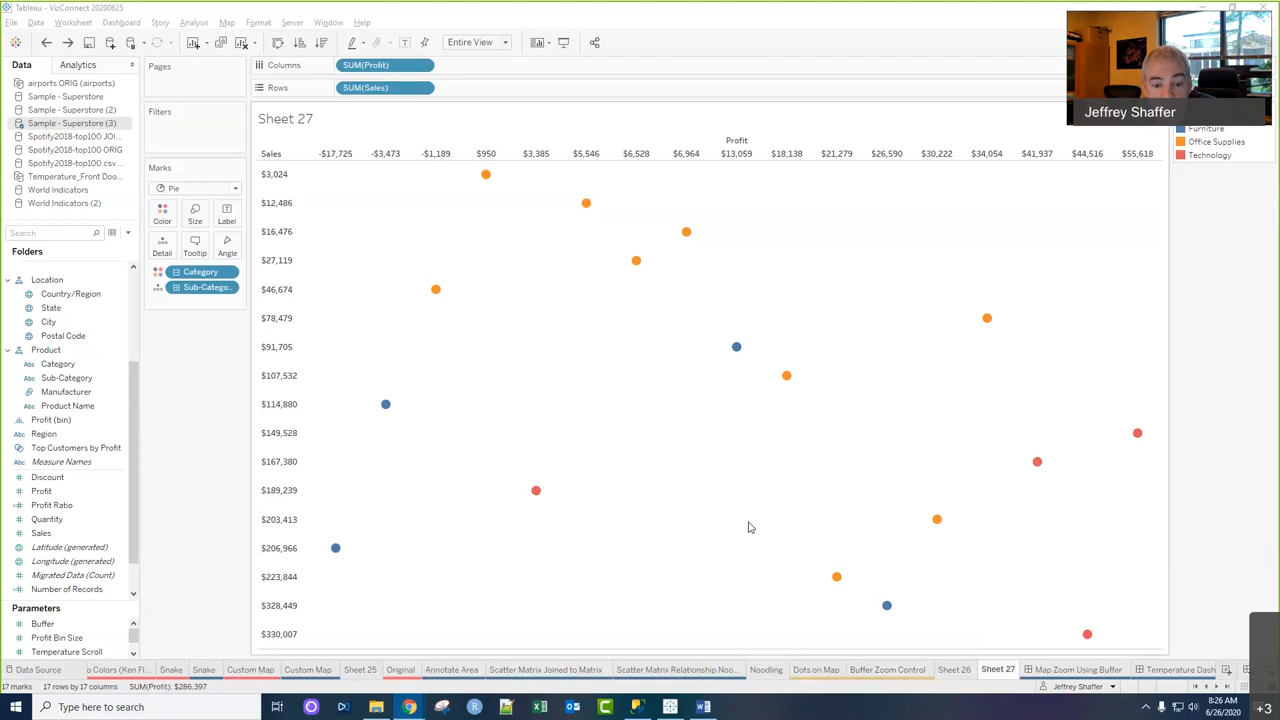 Tableau - VizConnect 20200625
File Data Worksheet Dashboard Story Analysis Map Format Server Window Help
Entire View
Jeffrey Shaffer
Data Analytics
airports ORIG (airports)
Sample - Superstore
Sample - Superstore (2)
Sample - Superstore (3)
Spotify2018-top100 JOI...
Spotify2018-top100 ORIG
Spotify2018-top100.csv ...
Temperature_Front Doo...
World Indicators
World Indicators (2)
Search
Folders
Location
Country/Region
State
City
Postal Code
Product
Abc Category
Abc Sub-Category
Manufacturer
Abc Product Name
Profit (bin)
Abc Region
Top Customers by Profit
Abc Measure Names
# Discount
# Profit
# Profit Ratio
# Quantity
# Sales
Latitude (generated)
Longitude (generated)
# Migrated Data (Count)
# Number of Records
Parameters
# Buffer
# Profit Bin Size
# Temperature Scroll
Pages
Filters
Marks
Pie
Color Size Label
Detail Tooltip Angle
Category
Sub-Catego..
Columns SUM(Profit)
Rows SUM(Sales)
Sheet 27
Profit
Sales -$17,725 -$3,473 -$1,189 $3,385 $5,546 $6,528 $6,964 $13,059 $18,138 $21,279 $26,590 $30,222 $34,054 $41,937 $44,516 $55,618
$3,024
$12,486
$16,476
$27,119
$46,674
$78,479
$91,705
$107,532
$114,880
$149,528
$167,380
$189,239
$203,413
$206,966
$223,844
$328,449
$330,007
Furniture
Office Supplies
Technology
Data Source o Colors (Ken Fl... Snake Snake Custom Map Custom Map Sheet 25 Original Annotate Area Scatter Matrix Joined to Matrix Scatter Matrix Relationship Noo... Noodling Dots on Map Buffer Zoom Control Sheet 26 Sheet 27 Map Zoom Using Buffer Temperature Dash
17 marks 17 rows by 17 columns SUM(Profit): $286,397 Jeffrey Shaffer
Type here to search
8:26 AM
6/26/2020
+3